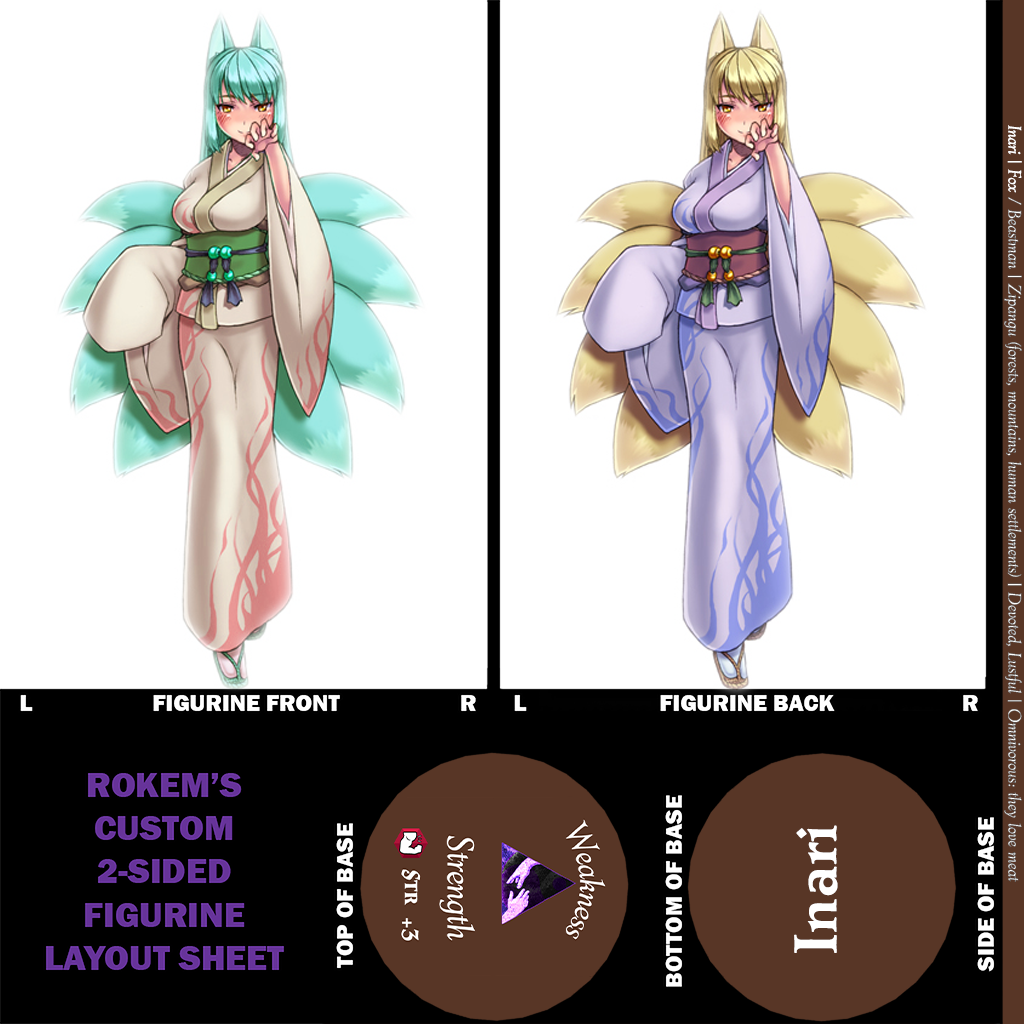 L FIGURINE FRONT R
L FIGURINE BACK R
ROKEM'S
CUSTOM
2-SIDED
FIGURINE
LAYOUT SHEET
TOP OF BASE
Weakness
Strength
STR +3
BOTTOM OF BASE
Inari
SIDE OF BASE
Inari | Fox / Beastman | Zipangu (forests, mountains, human settlements) | Devoted, Lustful | Omnivorous: they love meat